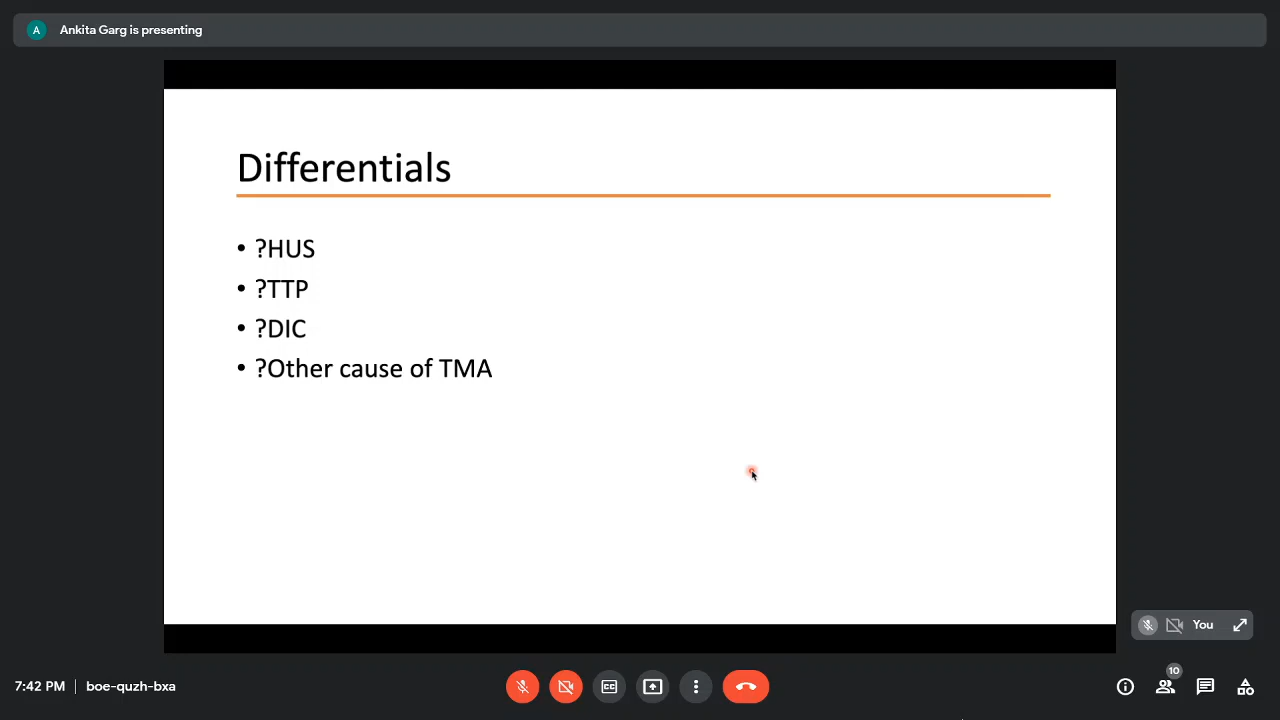 A Ankita Garg is presenting
Differentials
• ?HUS
• ?TTP
• ?DIC
• ?Other cause of TMA
You
7:42 PM | boe-quzh-bxa
CC
10